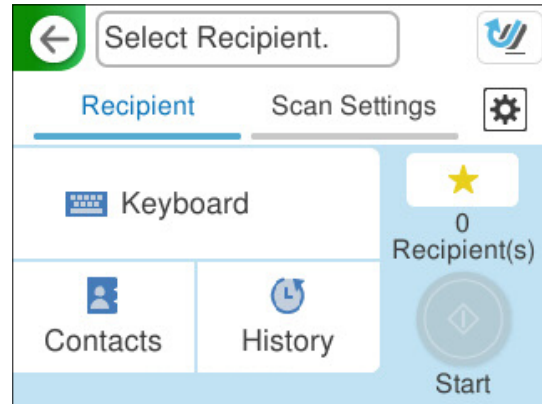 Select Recipient.
Recipient
Scan Settings
Keyboard
0
Recipient(s)
Contacts
History
Start